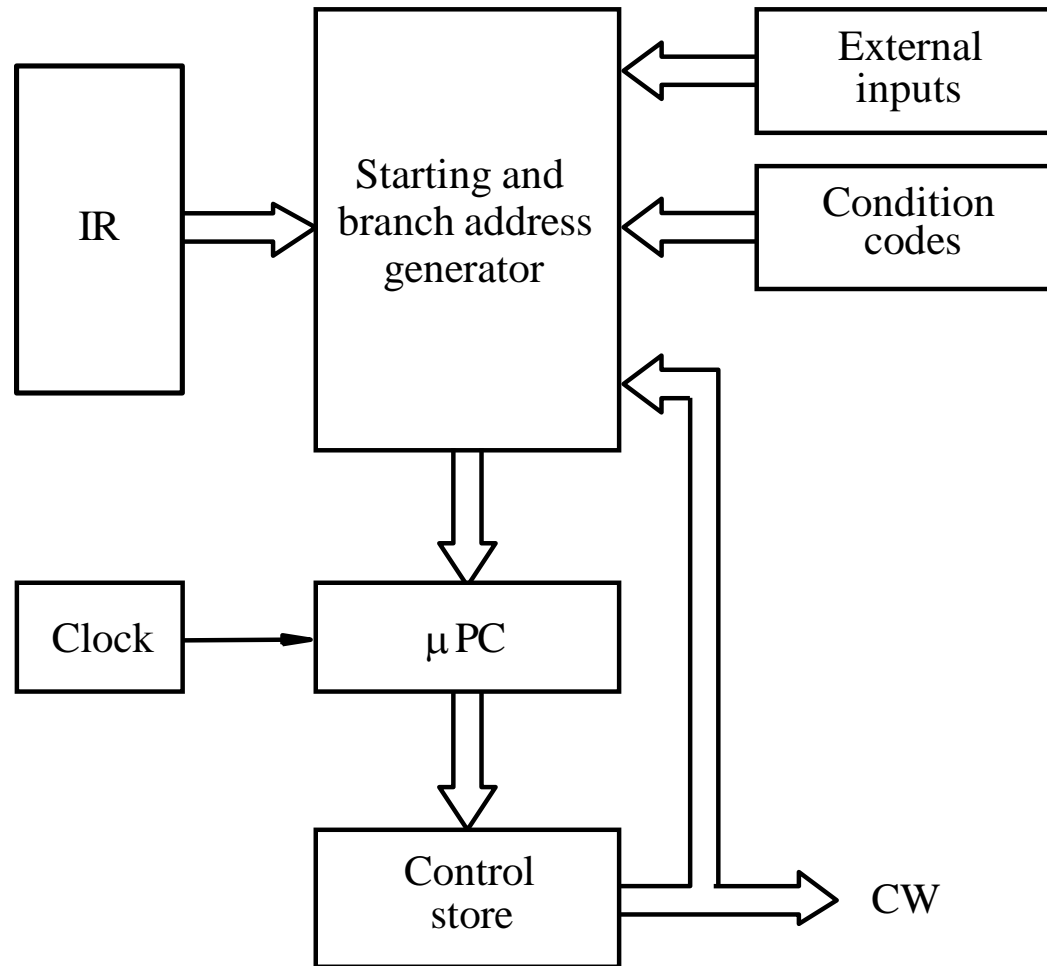 External
inputs
Starting and
branch address
generator
IR
Condition
codes
Clock
μ PC
Control
store
CW